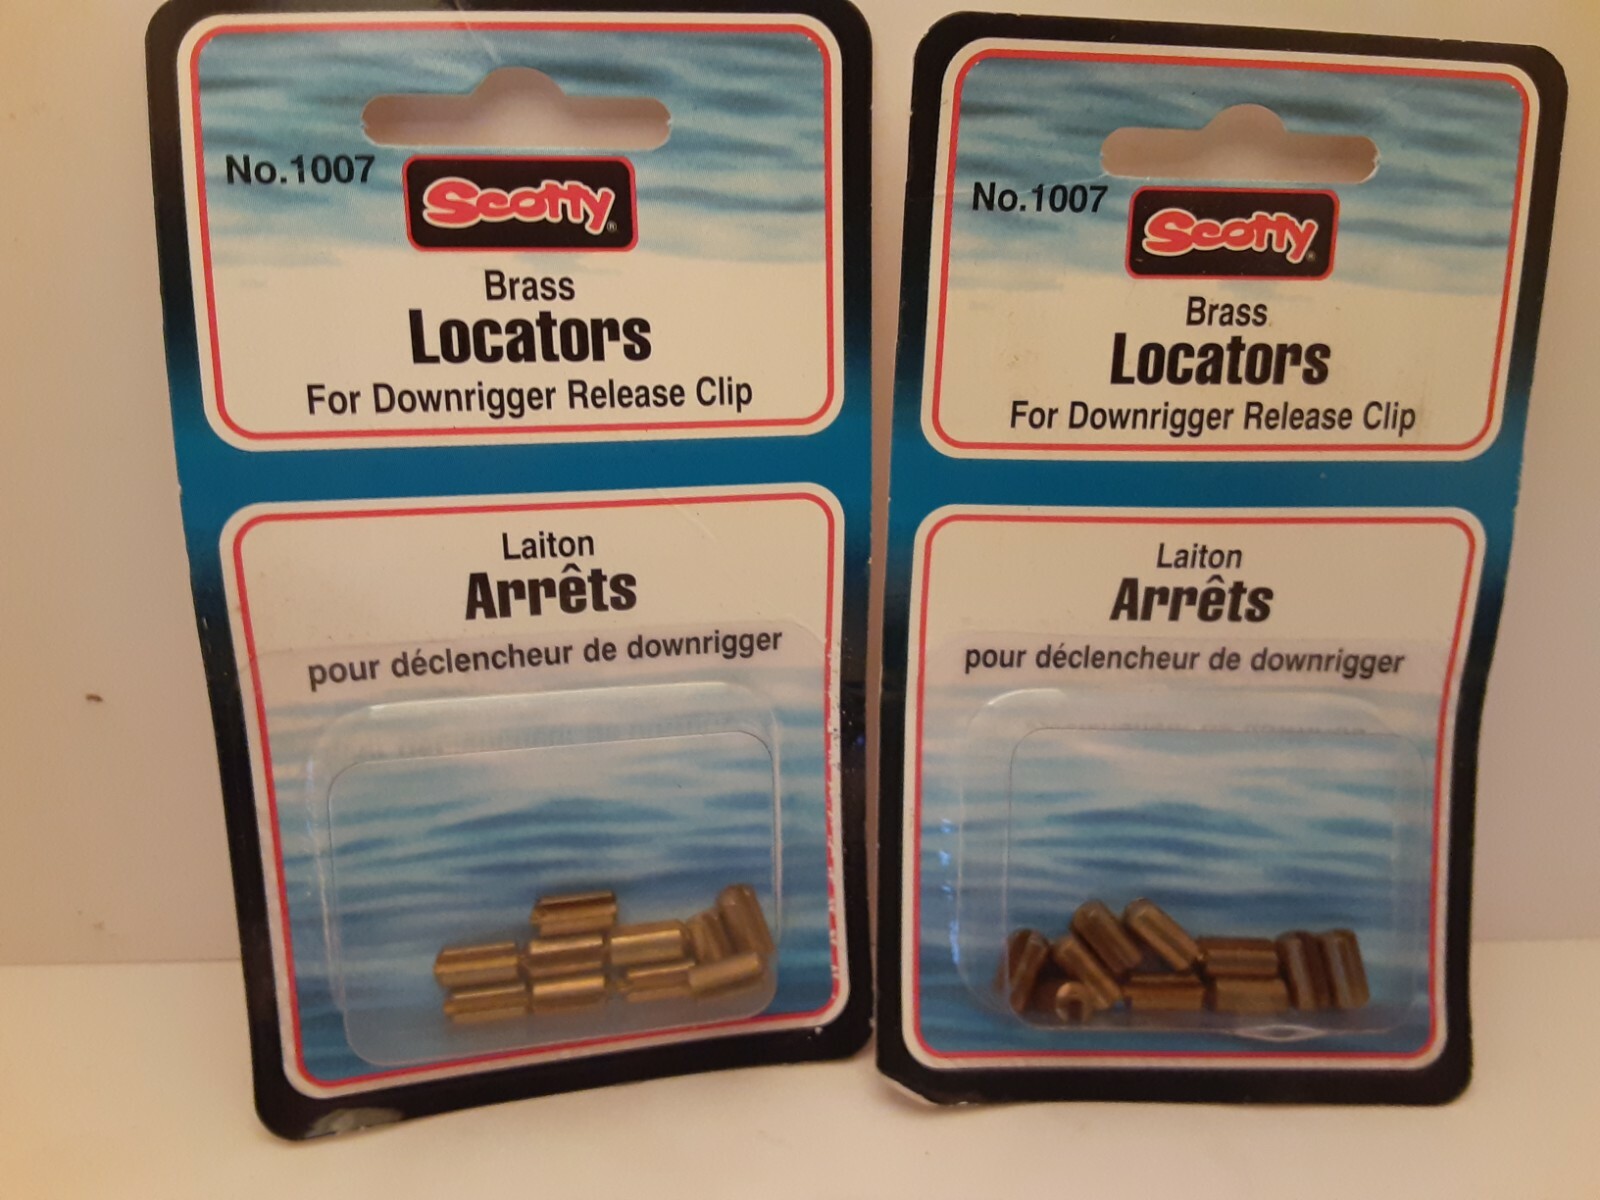 No.1007
Scotty®
Brass
Locators
For Downrigger Release Clip
Laiton
Arrêts
pour déclencheur de downrigger
No.1007
Scotty®
Brass
Locators
For Downrigger Release Clip
Laiton
Arrêts
pour déclencheur de downrigger